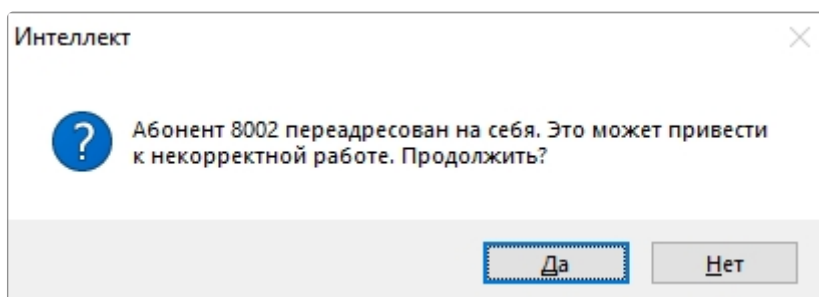 Интеллект
Абонент 8002 переадресован на себя. Это может привести
к некорректной работе. Продолжить?
Да
Нет